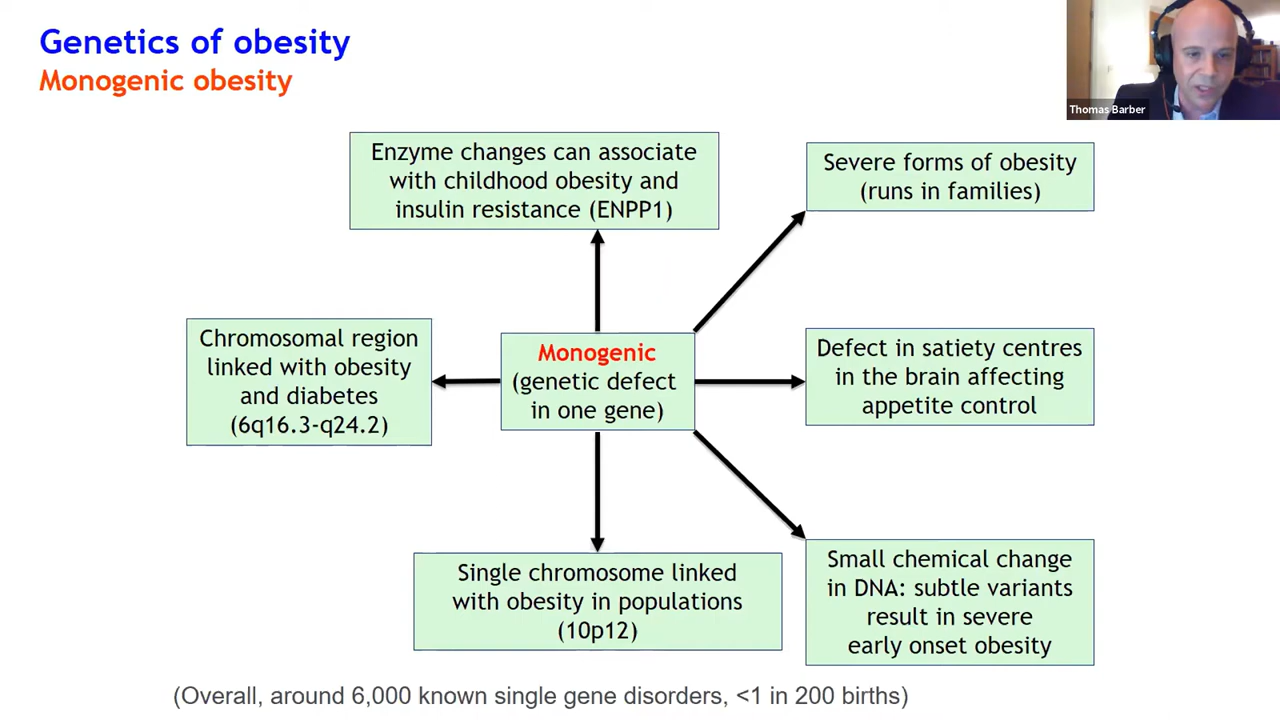 Genetics of obesity
Monogenic obesity
Thomas Barber
Enzyme changes can associate
with childhood obesity and
insulin resistance (ENPP1)
Severe forms of obesity
(runs in families)
Chromosomal region
linked with obesity
and diabetes
(6q16.3-q24.2)
Monogenic
(genetic defect
in one gene)
Defect in satiety centres
in the brain affecting
appetite control
Single chromosome linked
with obesity in populations
(10p12)
Small chemical change
in DNA: subtle variants
result in severe
early onset obesity
(Overall, around 6,000 known single gene disorders, <1 in 200 births)